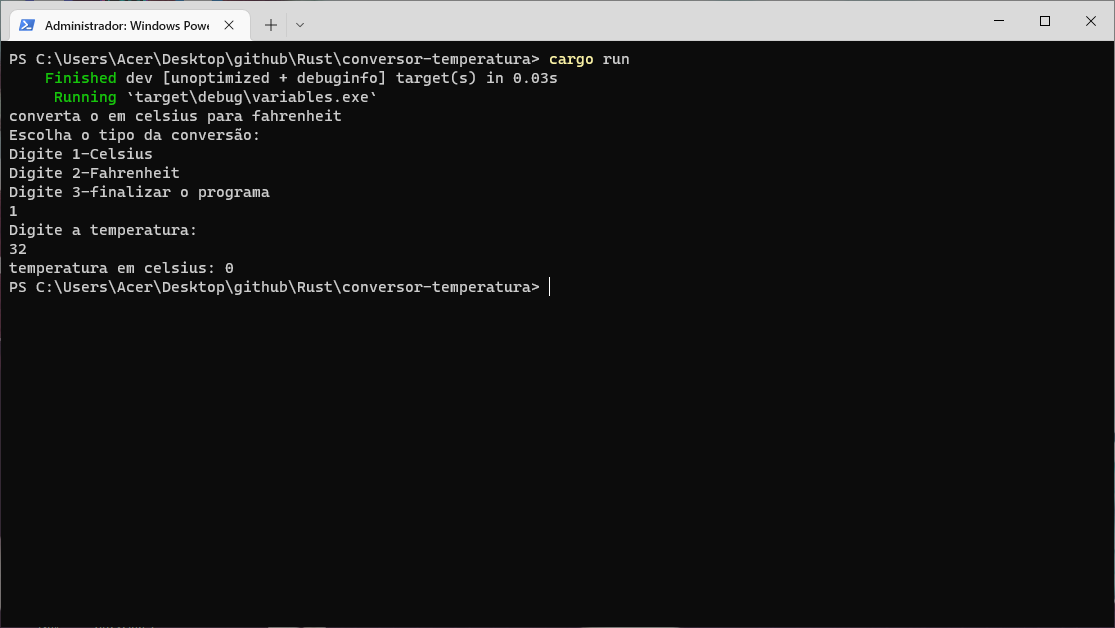 Administrador: Windows Powe
PS C:\Users\Acer\Desktop\github\Rust\conversor-temperatura> cargo run
Finished dev [unoptimized + debuginfo] target(s) in 0.03s
Running `target\debug\variables.exe`
converta o em celsius para fahrenheit
Escolha o tipo da conversão:
Digite 1-Celsius
Digite 2-Fahrenheit
Digite 3-finalizar o programa
1
Digite a temperatura:
32
temperatura em celsius: 0
PS C:\Users\Acer\Desktop\github\Rust\conversor-temperatura>